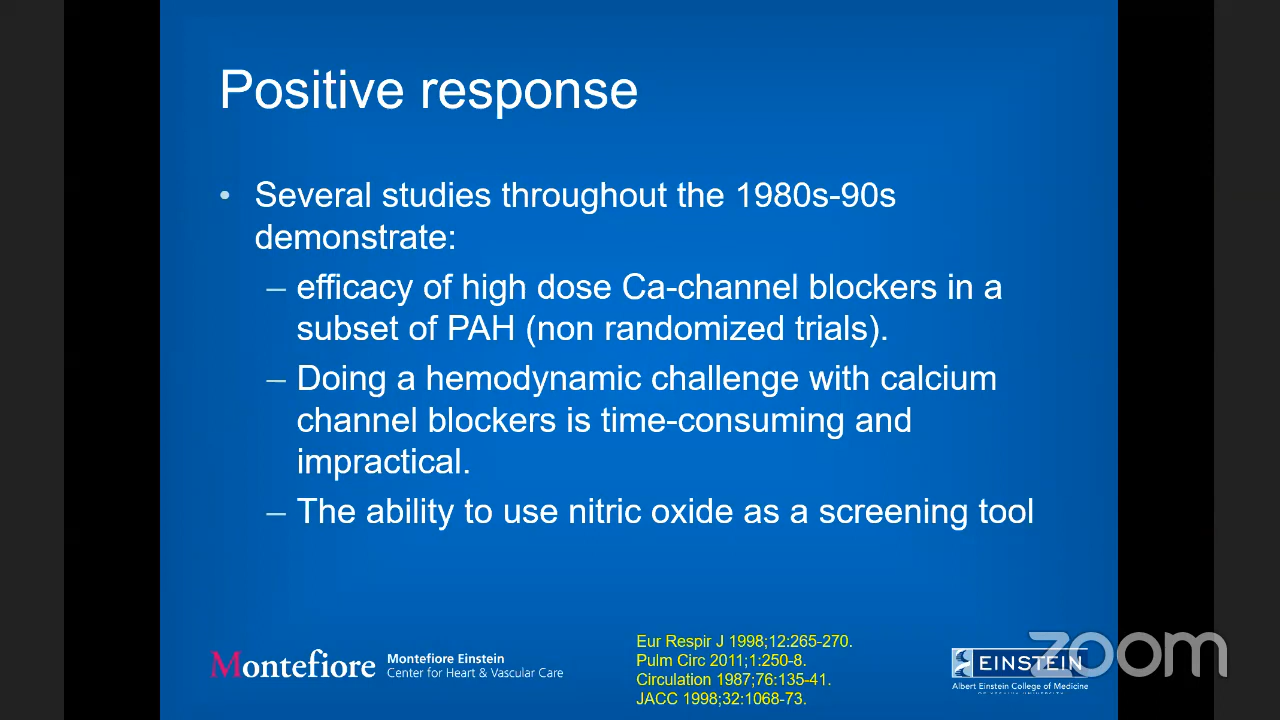 Positive response
• Several studies throughout the 1980s-90s
demonstrate:
– efficacy of high dose Ca-channel blockers in a
subset of PAH (non randomized trials).
– Doing a hemodynamic challenge with calcium
channel blockers is time-consuming and
impractical.
– The ability to use nitric oxide as a screening tool
Montefiore
Montefiore Einstein
Center for Heart & Vascular Care
Eur Respir J 1998;12:265-270.
Pulm Circ 2011;1:250-8.
Circulation 1987;76:135-41.
JACC 1998;32:1068-73.
EINSTEIN
Albert Einstein College of Medicine
zoom